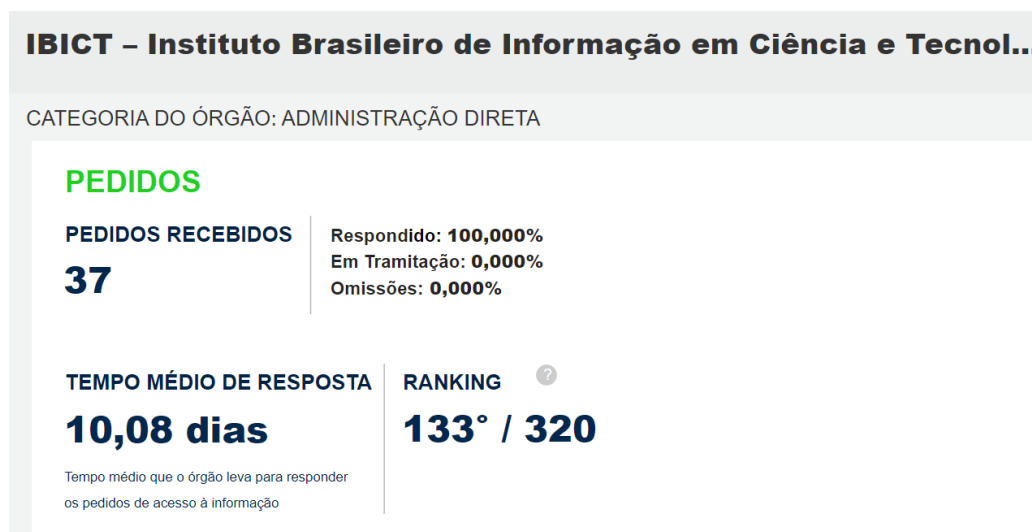 IBICT – Instituto Brasileiro de Informação em Ciência e Tecnol...
CATEGORIA DO ÓRGÃO: ADMINISTRAÇÃO DIRETA
PEDIDOS
PEDIDOS RECEBIDOS
37
Respondido: 100,000%
Em Tramitação: 0,000%
Omissões: 0,000%
TEMPO MÉDIO DE RESPOSTA
10,08 dias
Tempo médio que o órgão leva para responder
os pedidos de acesso à informação
RANKING
?
133° / 320